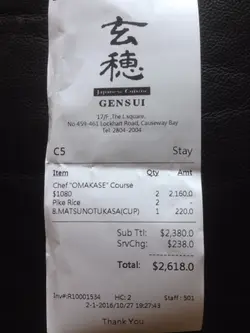 玄穗
Japanese Cuisine
GENSUI
17/F ,The L.square,
No.459-461 Lockhart Road, Causeway Bay
Tel: 2804-2004
C5 Stay
Item Qty Amt
Chef "OMAKASE" Course
$1080 2 2,160.0
Pike Rice 2 -
8.MATSUNOTUKASA(CUP) 1 220.0
Sub Ttl: $2,380.0
SrvChg: $238.0
Total: $2,618.0
Inv#:R10001534 HC: 2 Staff: 501
2-1-2016/10/27 19:27:43
Thank You